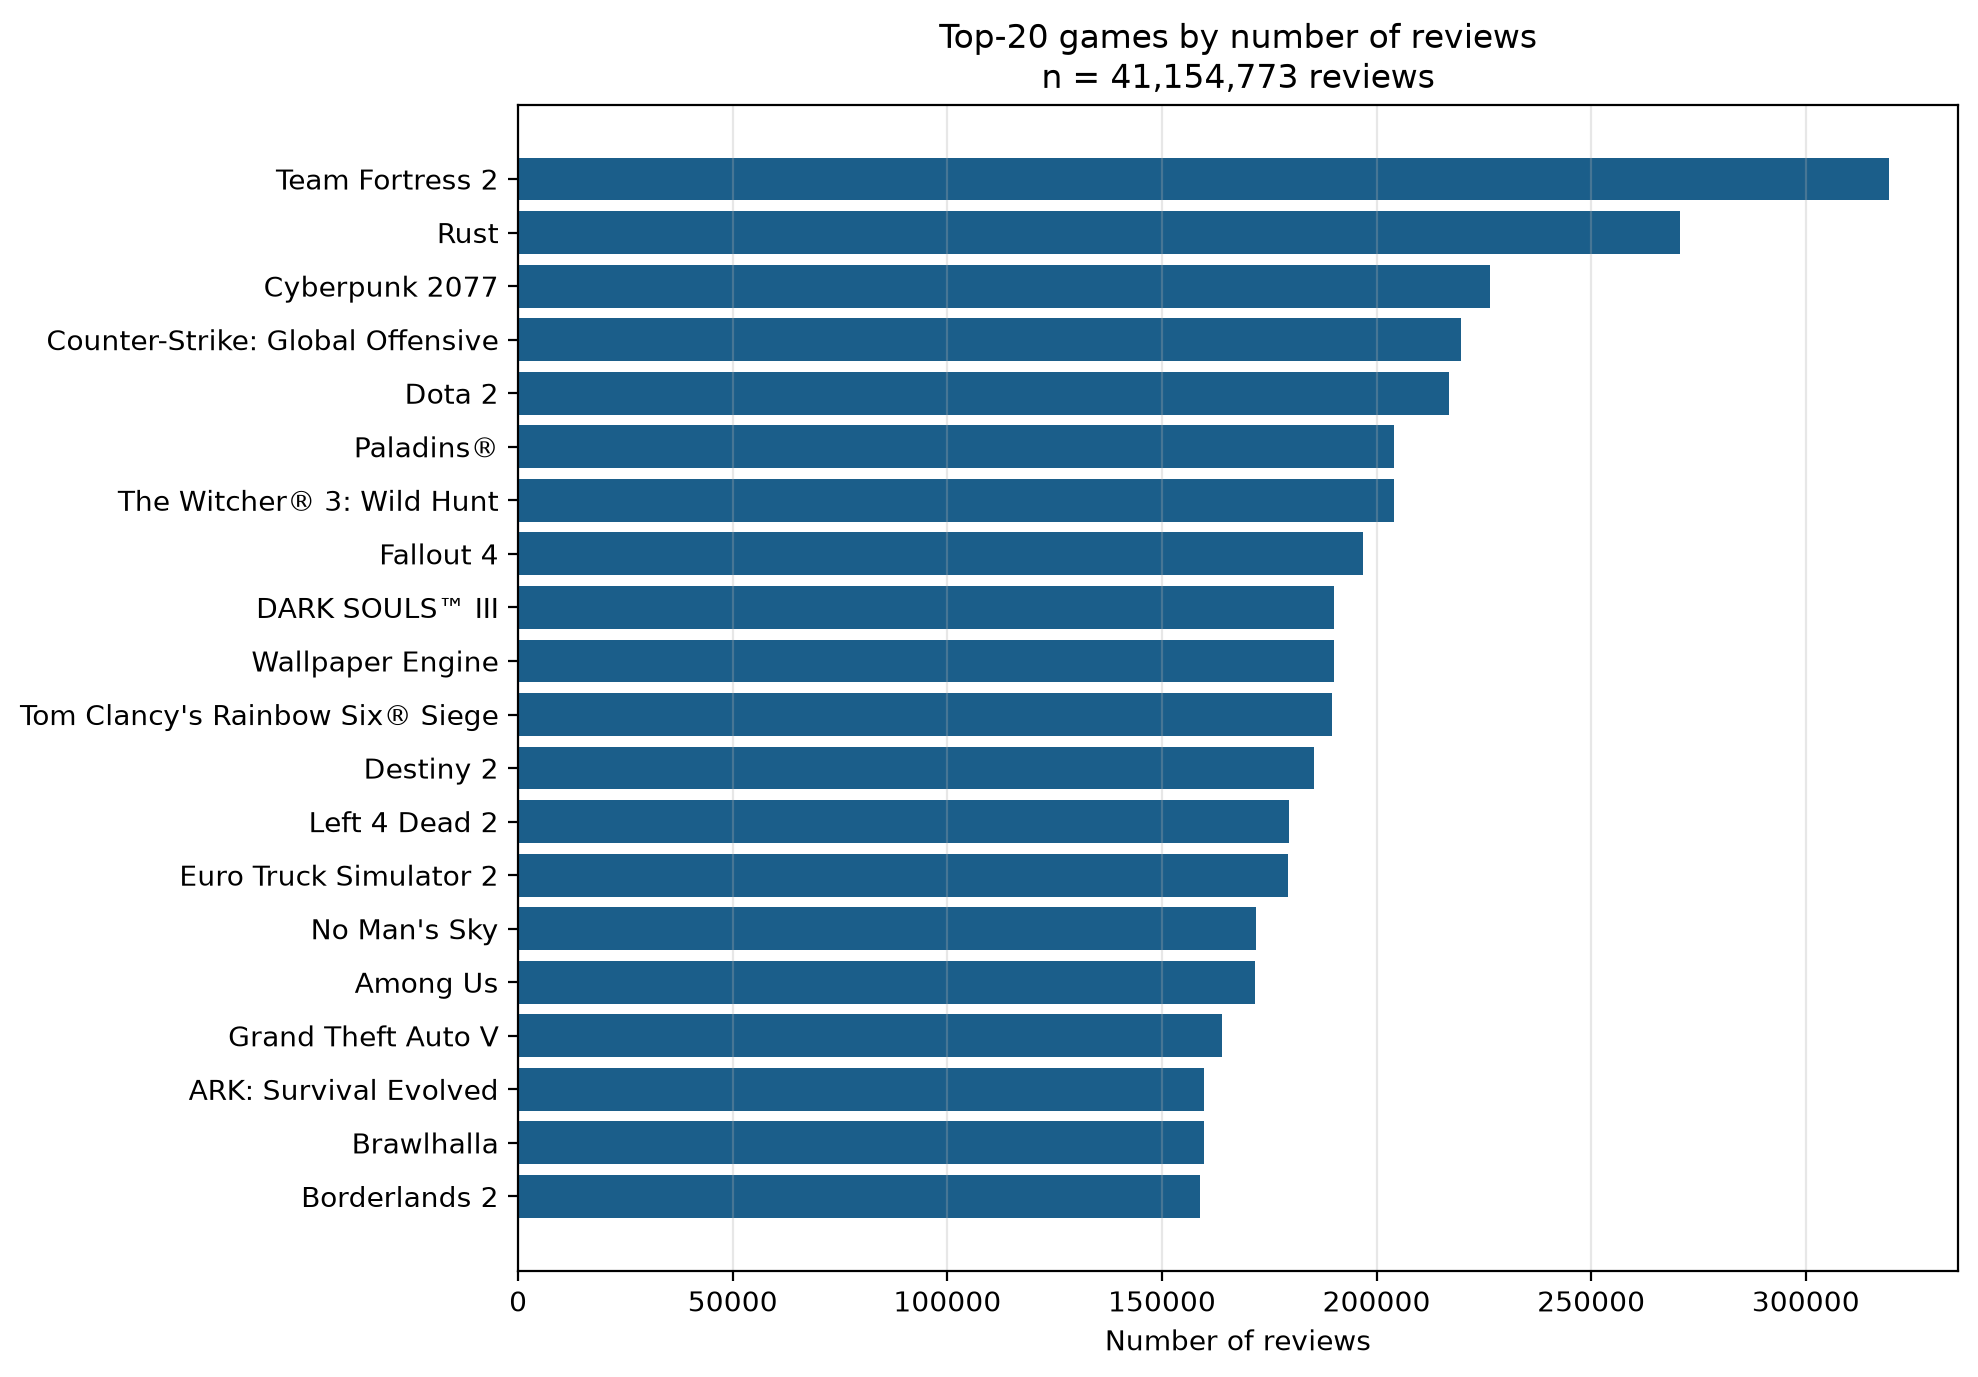 Top-20 games by number of reviews
n = 41,154,773 reviews
Team Fortress 2
Rust
Cyberpunk 2077
Counter-Strike: Global Offensive
Dota 2
Paladins®
The Witcher® 3: Wild Hunt
Fallout 4
DARK SOULS™ III
Wallpaper Engine
Tom Clancy's Rainbow Six® Siege
Destiny 2
Left 4 Dead 2
Euro Truck Simulator 2
No Man's Sky
Among Us
Grand Theft Auto V
ARK: Survival Evolved
Brawlhalla
Borderlands 2
0 50000 100000 150000 200000 250000 300000
Number of reviews